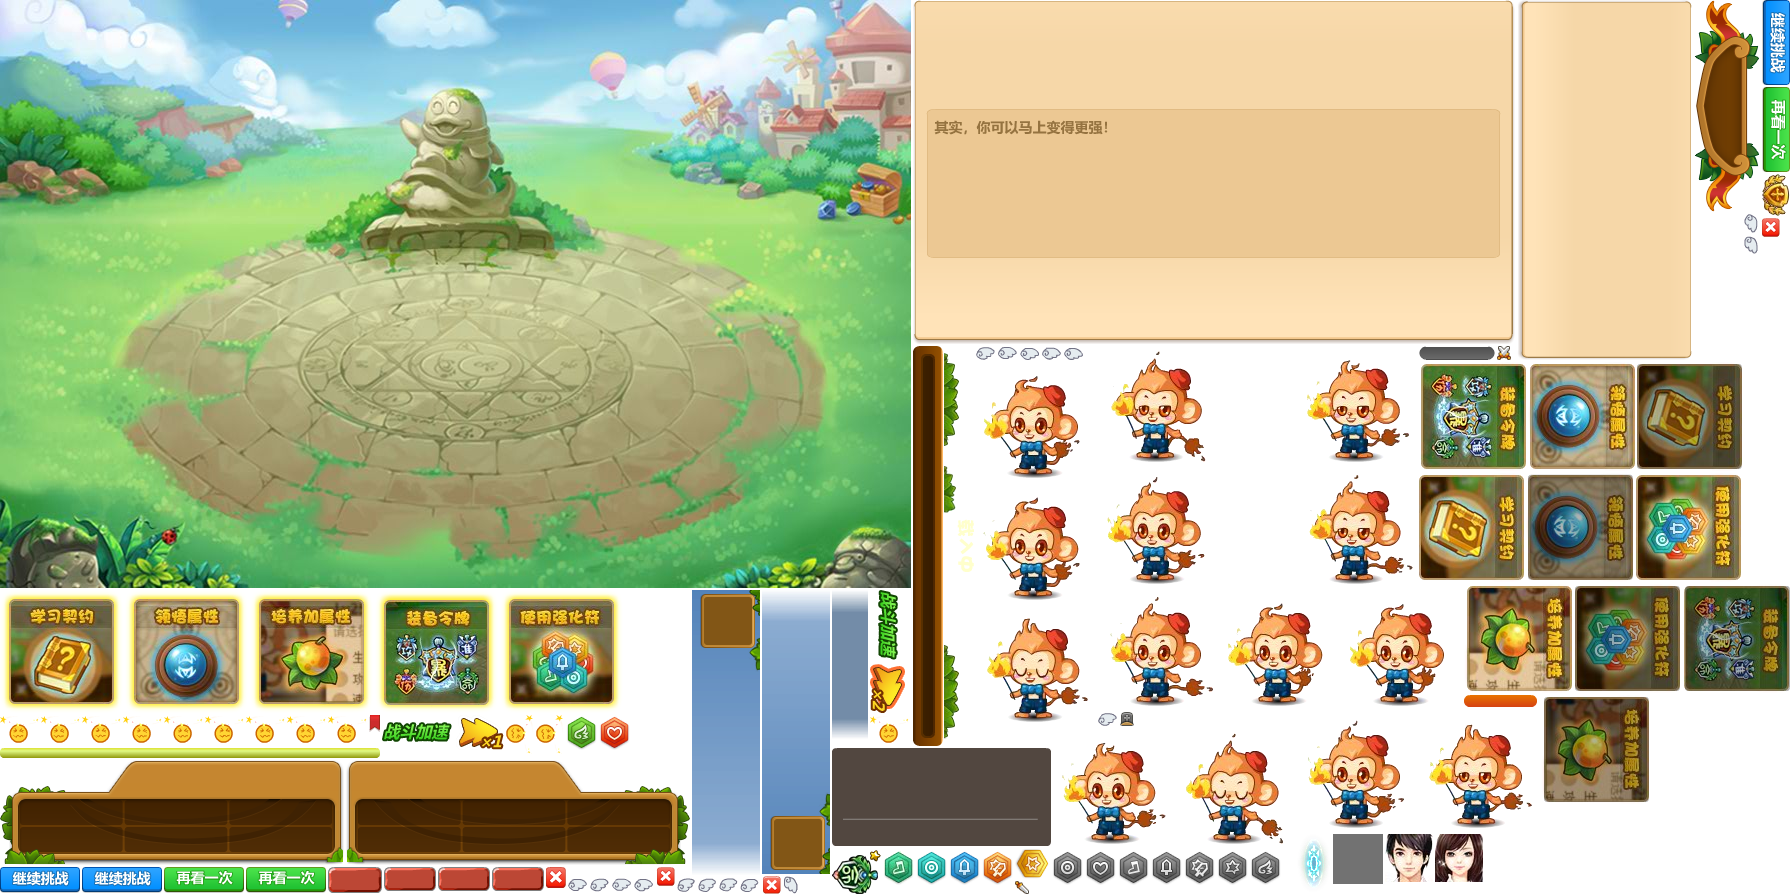 其实，你可以马上变得更强！
继续挑战
再看一次
装备令牌
领悟属性
学习契约
学习契约
领悟属性
使用强化符
培养加属性
使用强化符
装备令牌
培养加属性
学习契约
领悟属性
培养加属性
装备令牌
使用强化符
战斗加速
×2
战斗加速
×1
继续挑战
继续挑战
再看一次
再看一次